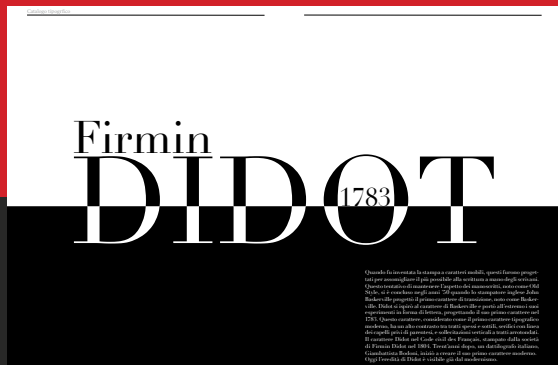 Catalogo tipografico
Firmin
DIDOT
1783
Quando fu inventata la stampa a caratteri mobili, questi furono proget-
tati per assomigliare il più possibile alla scrittura a mano degli scrivani.
Questo tentativo di mantenere l'aspetto dei manoscritti, noto come Old
Style, si è concluso negli anni '50 quando lo stampatore inglese John
Baskerville progettò il primo carattere di transizione, noto come Basker-
ville. Didot si ispirò al carattere di Baskerville e portò all'estremo i suoi
esperimenti in forma di lettera, progettando il suo primo carattere nel
1783. Questo carattere, considerato come il primo carattere tipografico
moderno, ha un alto contrasto tra tratti spessi e sottili, serif con linea
dei capelli privi di parentesi, e sollecitazioni verticali a tratti arrotondati.
Il carattere Didot nel Code civil des Français, stampato dalla società
di Firmin Didot nel 1804. Trent'anni dopo, un dattilografo italiano,
Giambattista Bodoni, iniziò a creare il suo primo carattere moderno.
Oggi l'eredità di Didot è visibile già dal modernismo.